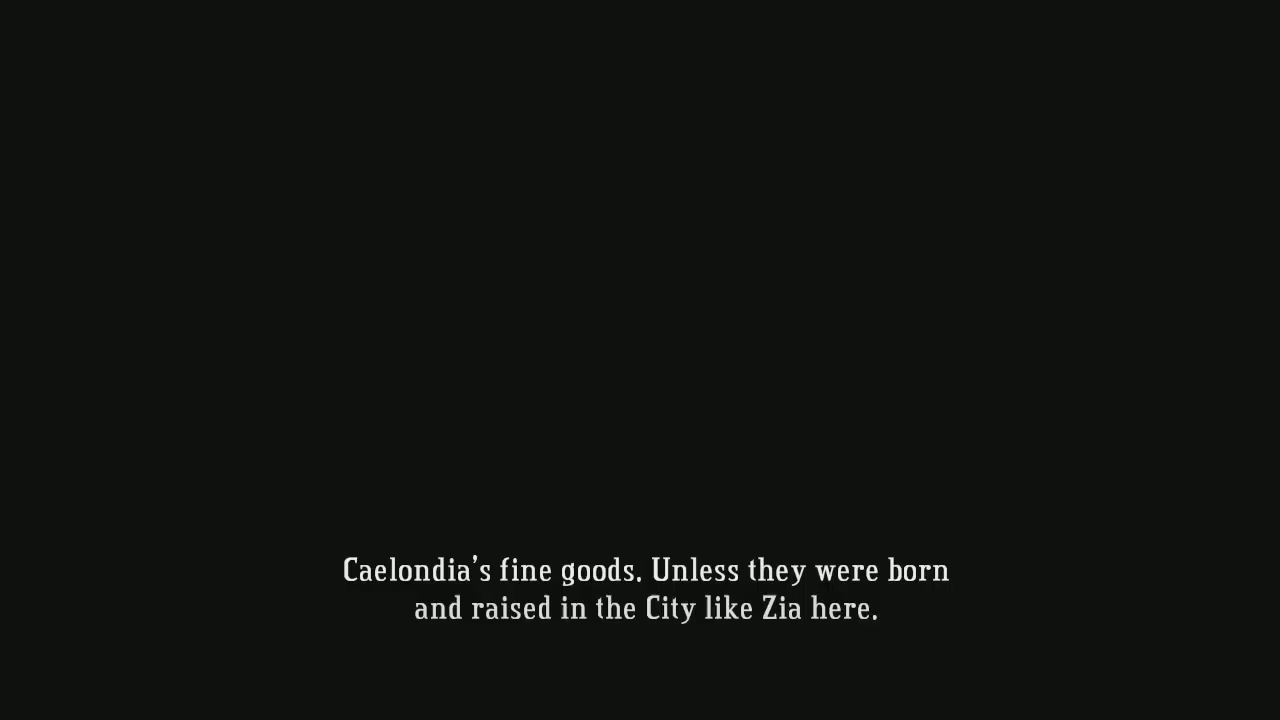 Caelondia's fine goods. Unless they were born
and raised in the City like Zia here.